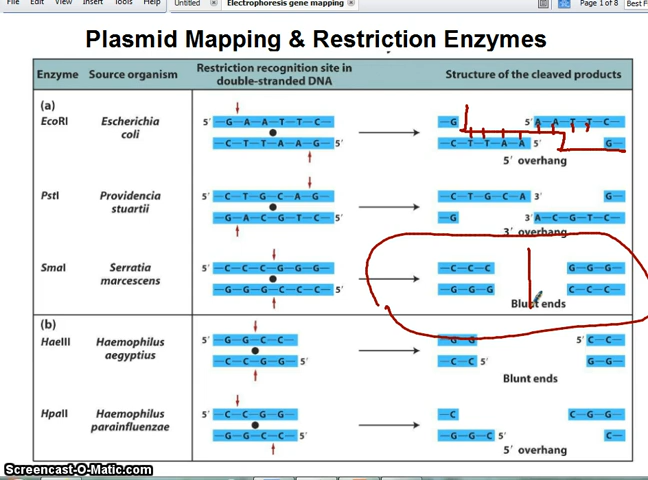 File Edit View Insert Tools Help
Untitled Electrophoresis gene mapping
Page 1 of 8 Best F
Plasmid Mapping & Restriction Enzymes
Enzyme Source organism Restriction recognition site in double-stranded DNA Structure of the cleaved products
(a)
EcoRI Escherichia coli
5' G-A-A-T-T-C
C-T-T-A-A-G 5'
G 5' A-A-T-T-C
C-T-T-A-A 5' G
5' overhang
PstI Providencia stuartii
5' C-T-G-C-A-G
G-A-C-G-T-C 5'
C-T-G-C-A 3' G
G 3' A-C-G-T-C
3' overhang
SmaI Serratia marcescens
5' C-C-C-G-G-G
G-G-G-C-C-C 5'
C-C-C G-G-G
G-G-G C-C-C
Blunt ends
(b)
HaeIII Haemophilus aegyptius
5' G-G-C-C
C-C-G-G 5'
G-G 5' C-C
C-C 5' G-G
Blunt ends
HpaII Haemophilus parainfluenzae
5' C-C-G-G
G-G-C-C 5'
C C-G-G
G-G-C 5' C
5' overhang
Screencast-O-Matic.com